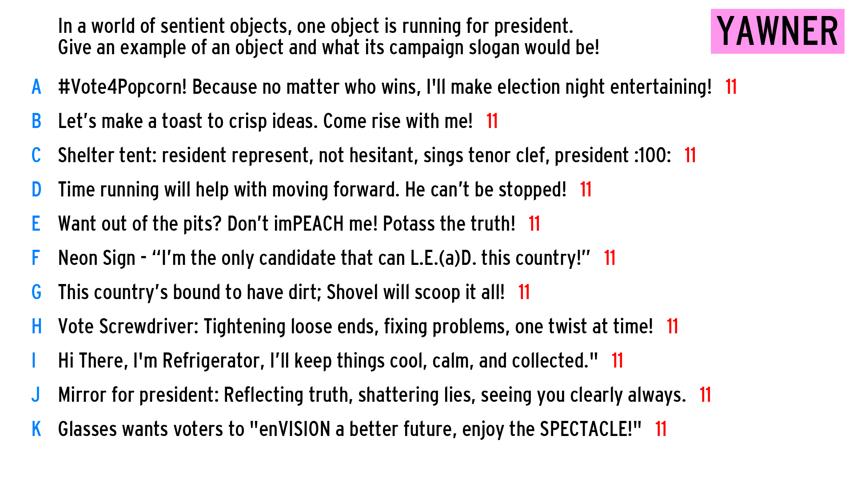 In a world of sentient objects, one object is running for president.
Give an example of an object and what its campaign slogan would be!
YAWNER
A #Vote4Popcorn! Because no matter who wins, I'll make election night entertaining! 11
B Let’s make a toast to crisp ideas. Come rise with me! 11
C Shelter tent: resident represent, not hesitant, sings tenor clef, president :100: 11
D Time running will help with moving forward. He can’t be stopped! 11
E Want out of the pits? Don’t imPEACH me! Potass the truth! 11
F Neon Sign - “I’m the only candidate that can L.E.(a)D. this country!” 11
G This country’s bound to have dirt; Shovel will scoop it all! 11
H Vote Screwdriver: Tightening loose ends, fixing problems, one twist at time! 11
I Hi There, I'm Refrigerator, I’ll keep things cool, calm, and collected." 11
J Mirror for president: Reflecting truth, shattering lies, seeing you clearly always. 11
K Glasses wants voters to "enVISION a better future, enjoy the SPECTACLE!" 11